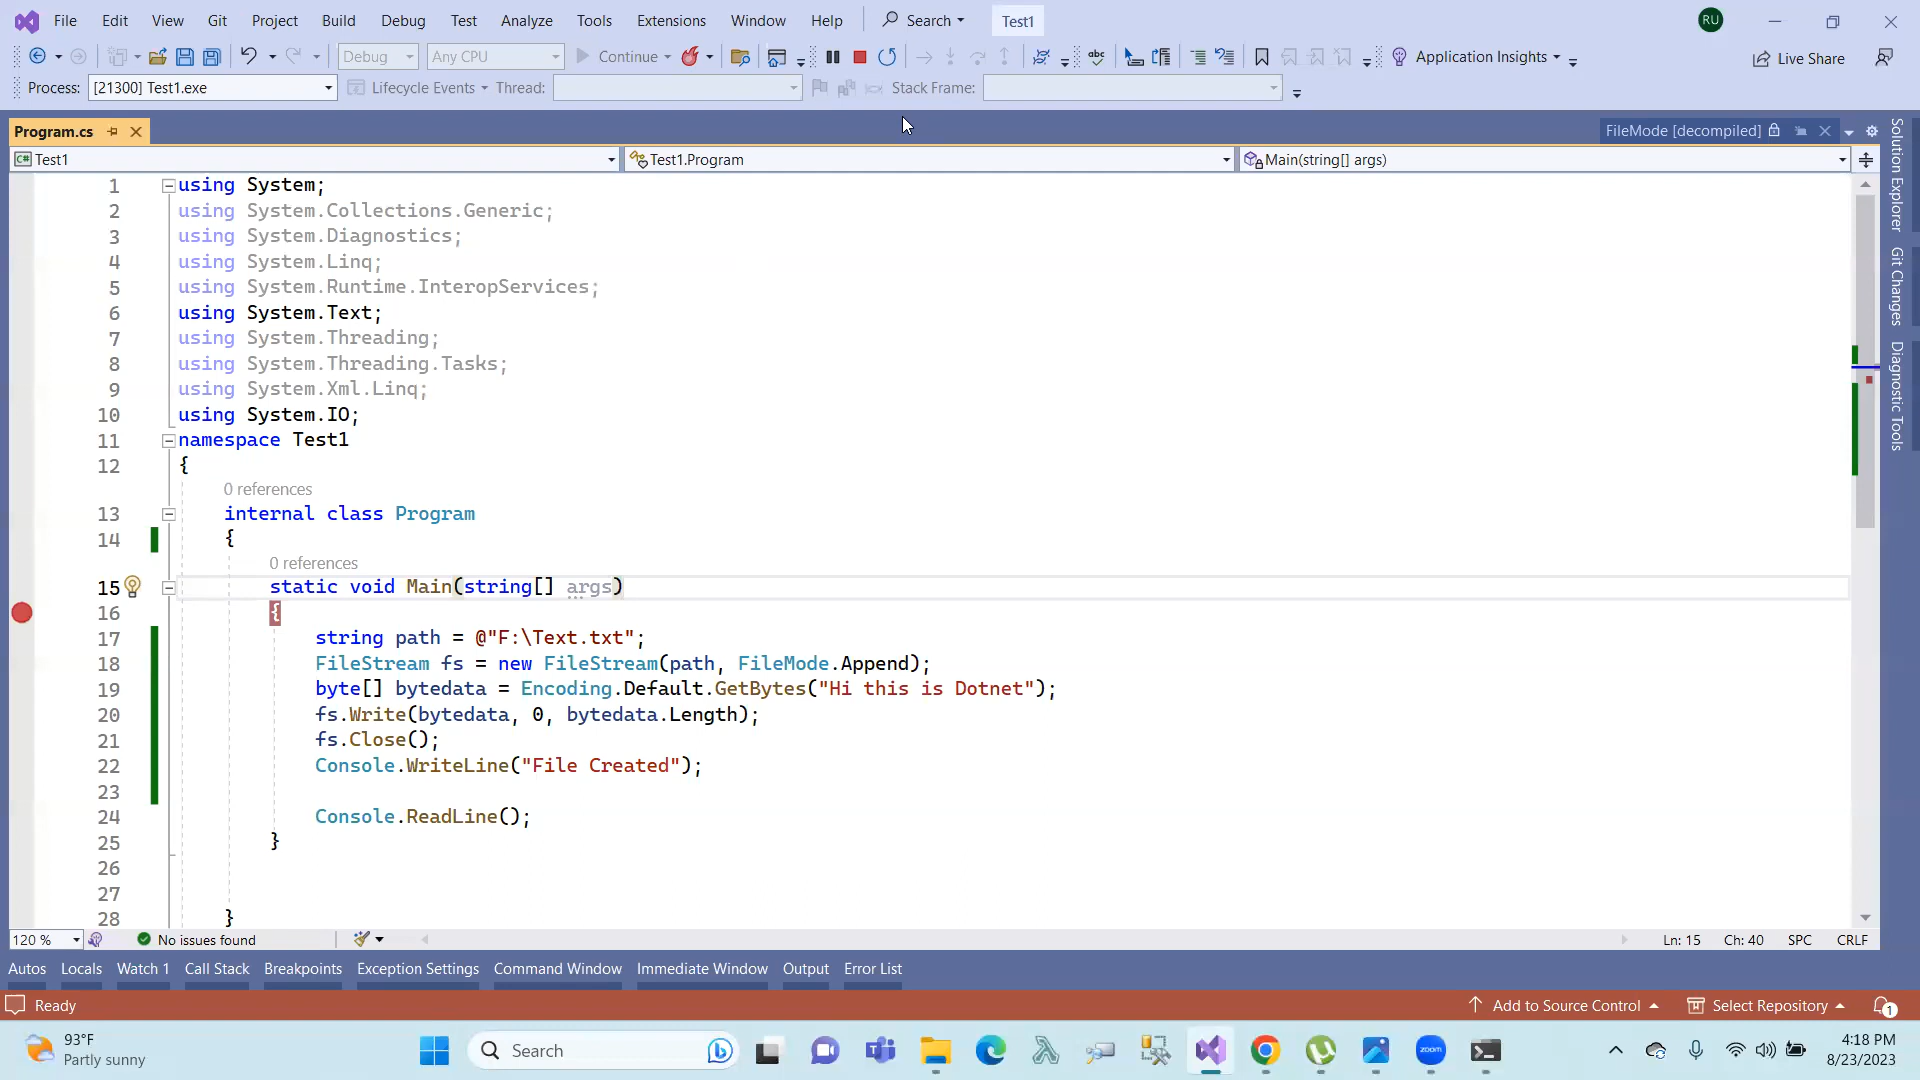 File Edit View Git Project Build Debug Test Analyze Tools Extensions Window Help Search Test1 RU
Debug Any CPU Continue abc Application Insights Live Share
Process: [21300] Test1.exe Lifecycle Events Thread: Stack Frame:
Program.cs FileMode [decompiled]
C# Test1 Test1.Program Main(string[] args)
1 using System;
2 using System.Collections.Generic;
3 using System.Diagnostics;
4 using System.Linq;
5 using System.Runtime.InteropServices;
6 using System.Text;
7 using System.Threading;
8 using System.Threading.Tasks;
9 using System.Xml.Linq;
10 using System.IO;
11 namespace Test1
12 {
0 references
13 internal class Program
14 {
0 references
15 static void Main(string[] args)
16 {
17 string path = @"F:\Text.txt";
18 FileStream fs = new FileStream(path, FileMode.Append);
19 byte[] bytedata = Encoding.Default.GetBytes("Hi this is Dotnet");
20 fs.Write(bytedata, 0, bytedata.Length);
21 fs.Close();
22 Console.WriteLine("File Created");
23
24 Console.ReadLine();
25 }
26
27
28 }
Solution Explorer
Git Changes
Diagnostic Tools
120 % No issues found Ln: 15 Ch: 40 SPC CRLF
Autos Locals Watch 1 Call Stack Breakpoints Exception Settings Command Window Immediate Window Output Error List
Ready Add to Source Control Select Repository 1
93°F
Partly sunny
Search
zoom
4:18 PM
8/23/2023